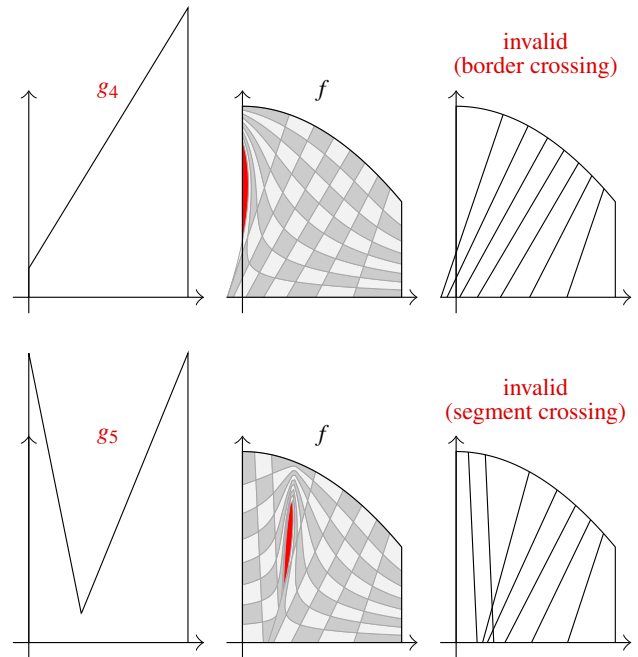 g4
f
invalid
(border crossing)
g5
f
invalid
(segment crossing)